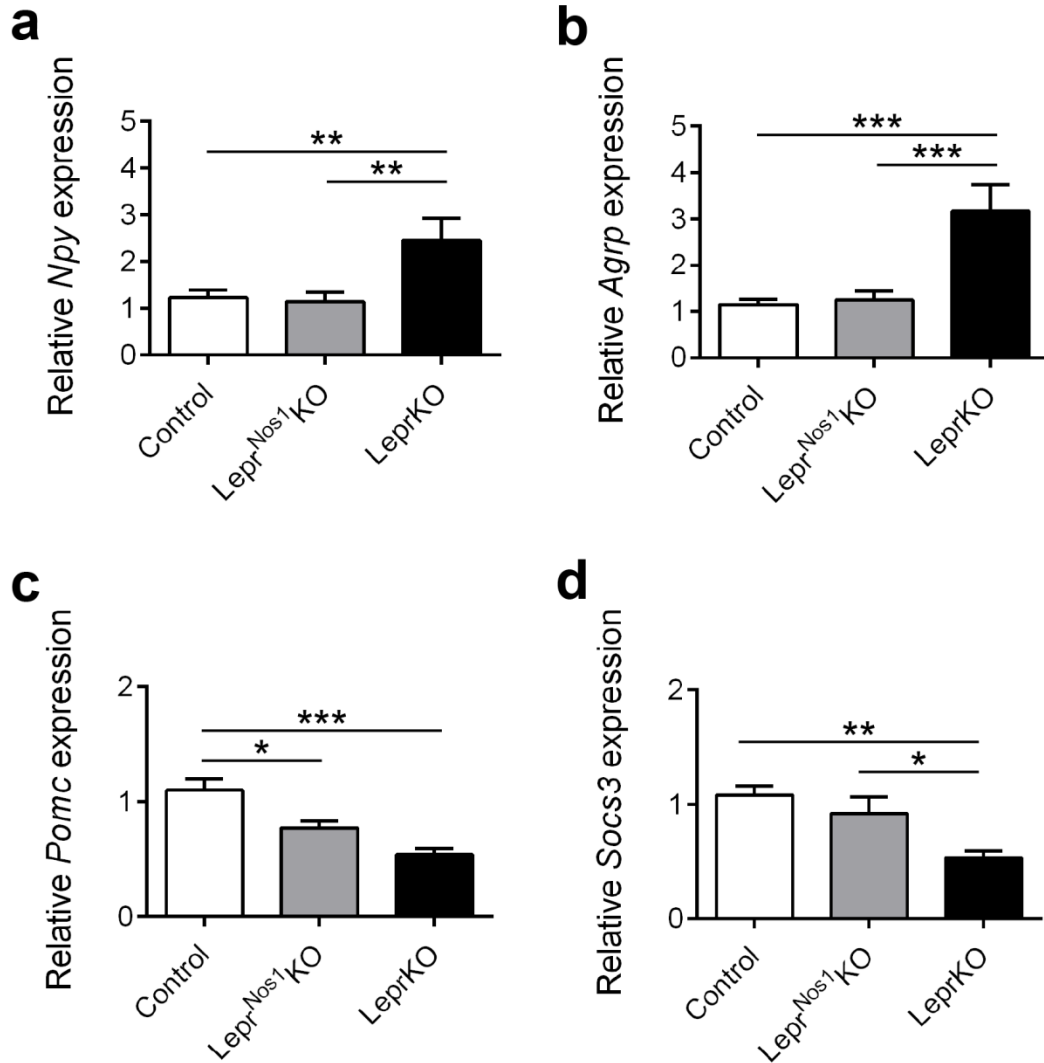 a
Relative Npy expression
5
4
3
2
1
0
**
**
Control
Lepr^Nos1KO
LeprKO
b
Relative Agrp expression
5
4
3
2
1
0
***
***
Control
Lepr^Nos1KO
LeprKO
c
Relative Pomc expression
2
1
0
***
*
Control
Lepr^Nos1KO
LeprKO
d
Relative Socs3 expression
2
1
0
**
*
Control
Lepr^Nos1KO
LeprKO